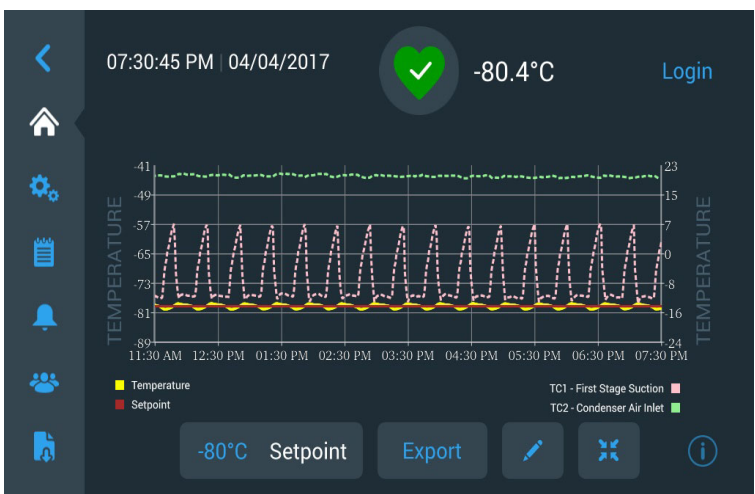 07:30:45 PM | 04/04/2017
-80.4°C
Login
TEMPERATURE
-41
-49
-57
-65
-73
-81
-89
23
15
7
0
-8
-16
-24
TEMPERATURE
11:30 AM 12:30 PM 01:30 PM 02:30 PM 03:30 PM 04:30 PM 05:30 PM 06:30 PM 07:30 PM
Temperature
Setpoint
TC1 - First Stage Suction
TC2 - Condenser Air Inlet
-80°C Setpoint
Export
i